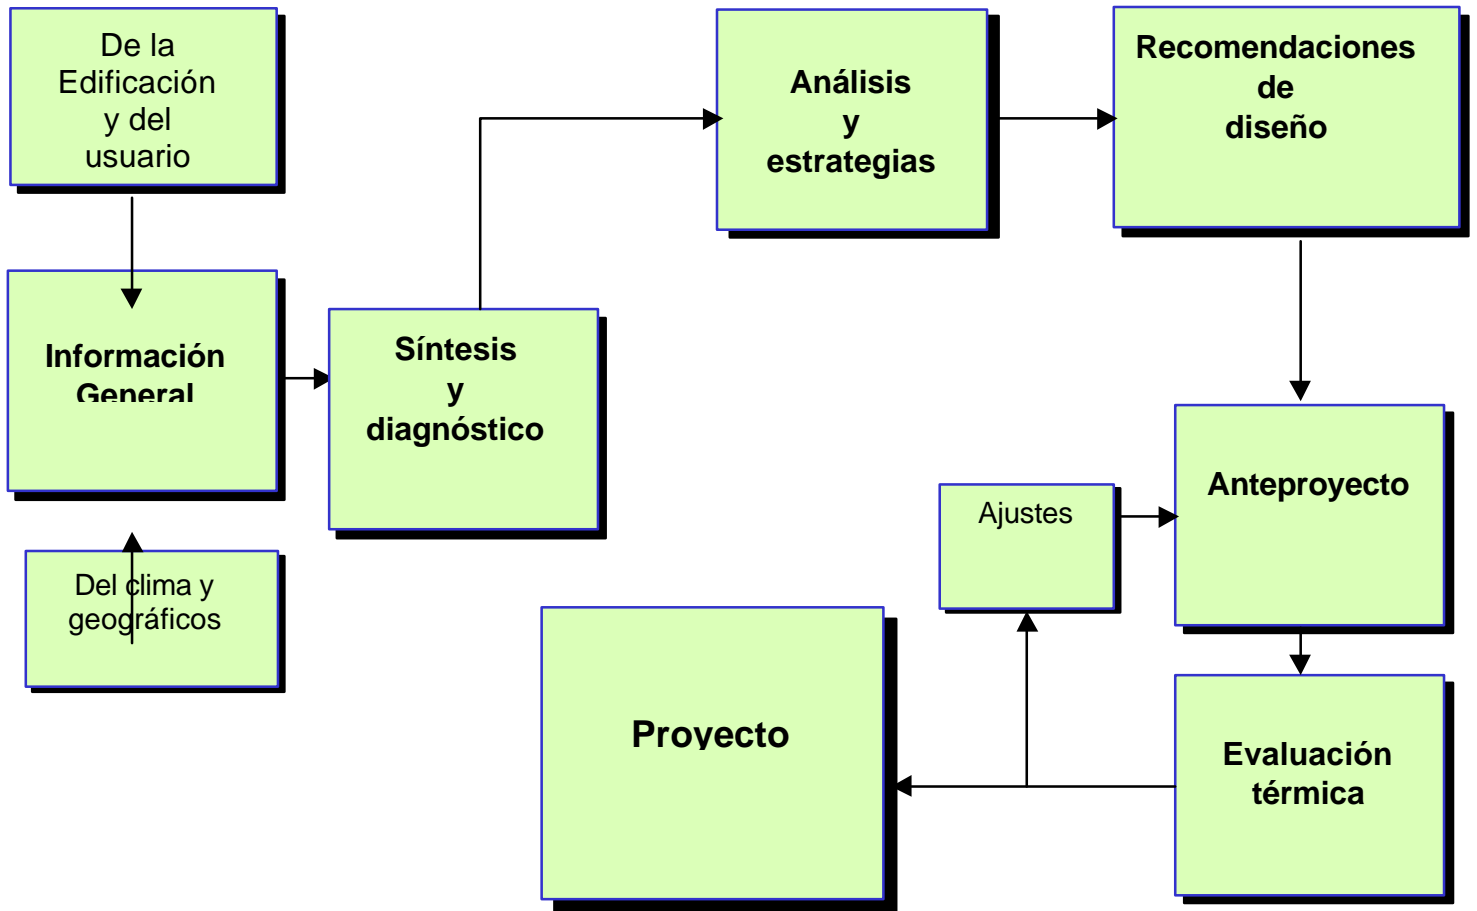 De la
Edificación
y del
usuario
Información
General
Del clima y
geográficos
Síntesis
y
diagnóstico
Análisis
y
estrategias
Recomendaciones
de
diseño
Anteproyecto
Ajustes
Evaluación
térmica
Proyecto